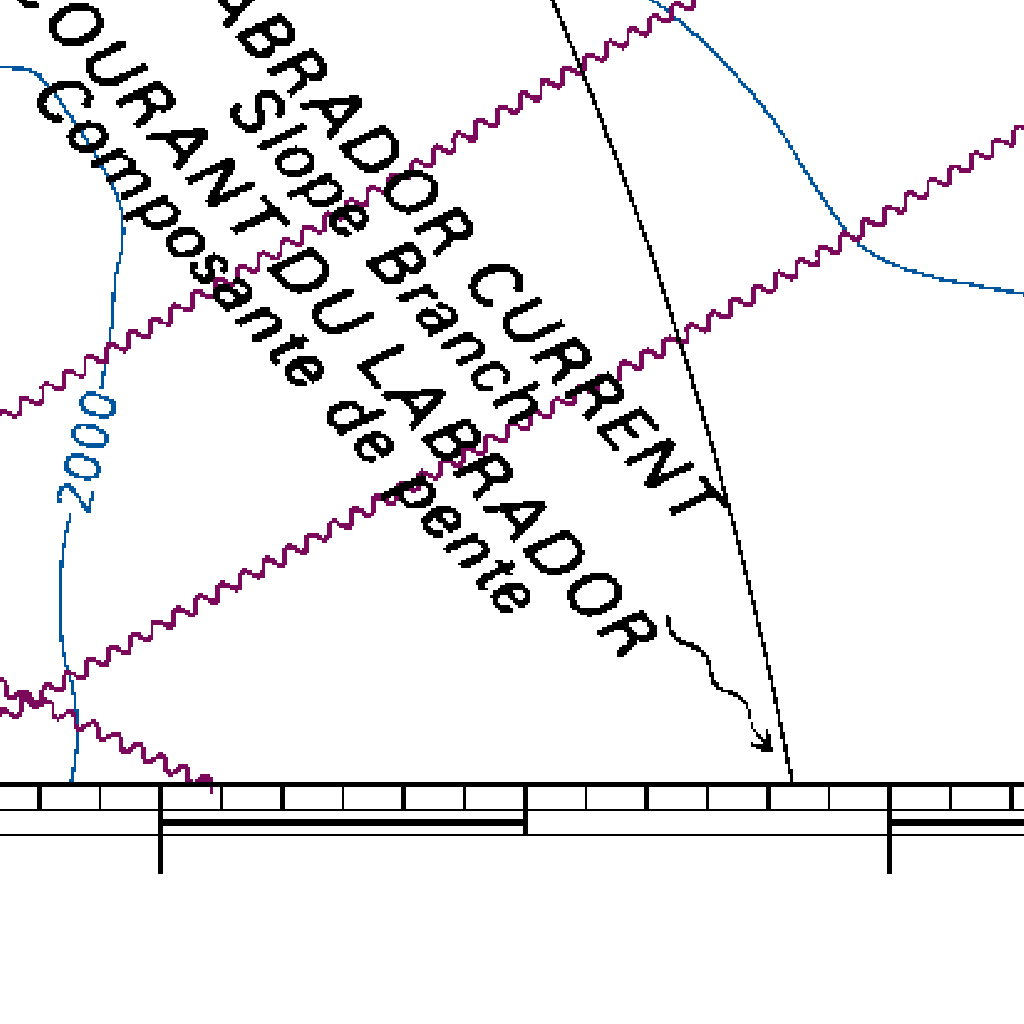 ABRADOR CURRENT
Slope Branch
OURANT DU LABRADOR
Composante de pente
2000